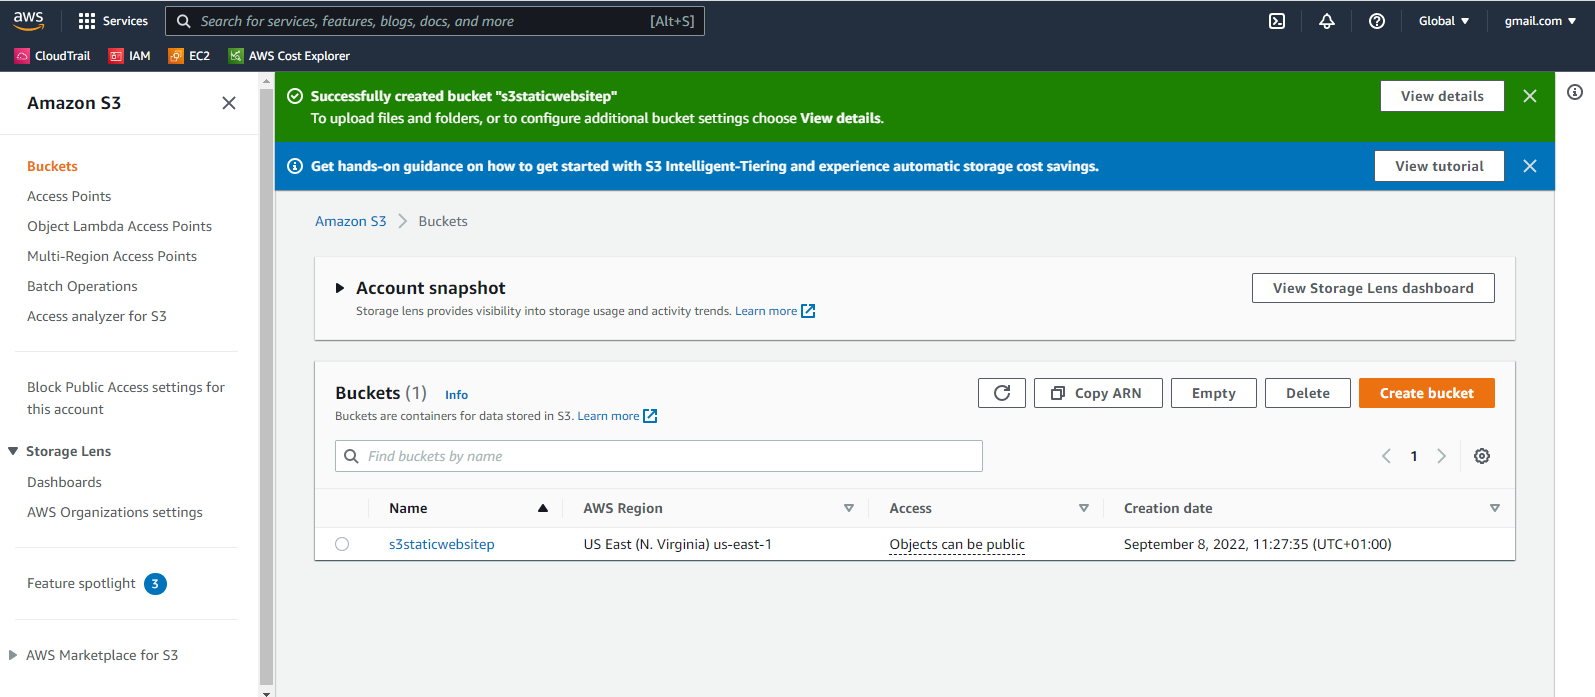 aws
Services
Search for services, features, blogs, docs, and more
[Alt+S]
Global
gmail.com
CloudTrail
IAM
EC2
AWS Cost Explorer
Amazon S3
Buckets
Access Points
Object Lambda Access Points
Multi-Region Access Points
Batch Operations
Access analyzer for S3
Block Public Access settings for
this account
Storage Lens
Dashboards
AWS Organizations settings
Feature spotlight 3
AWS Marketplace for S3
Successfully created bucket "s3staticwebsitep"
To upload files and folders, or to configure additional bucket settings choose View details.
View details
Get hands-on guidance on how to get started with S3 Intelligent-Tiering and experience automatic storage cost savings.
View tutorial
Amazon S3 Buckets
Account snapshot
Storage lens provides visibility into storage usage and activity trends. Learn more
View Storage Lens dashboard
Buckets (1) Info
Buckets are containers for data stored in S3. Learn more
Copy ARN
Empty
Delete
Create bucket
Find buckets by name
1
Name AWS Region Access Creation date
s3staticwebsitep US East (N. Virginia) us-east-1 Objects can be public September 8, 2022, 11:27:35 (UTC+01:00)